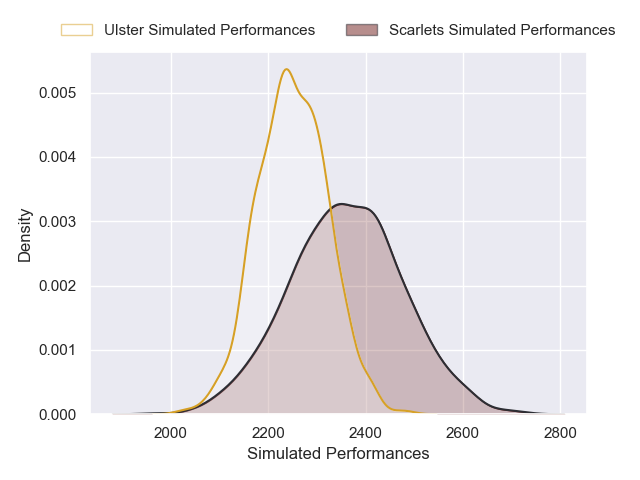 Ulster Simulated Performances Scarlets Simulated Performances
0.005
0.004
0.003
0.002
0.001
0.000
Density
2000 2200 2400 2600 2800
Simulated Performances